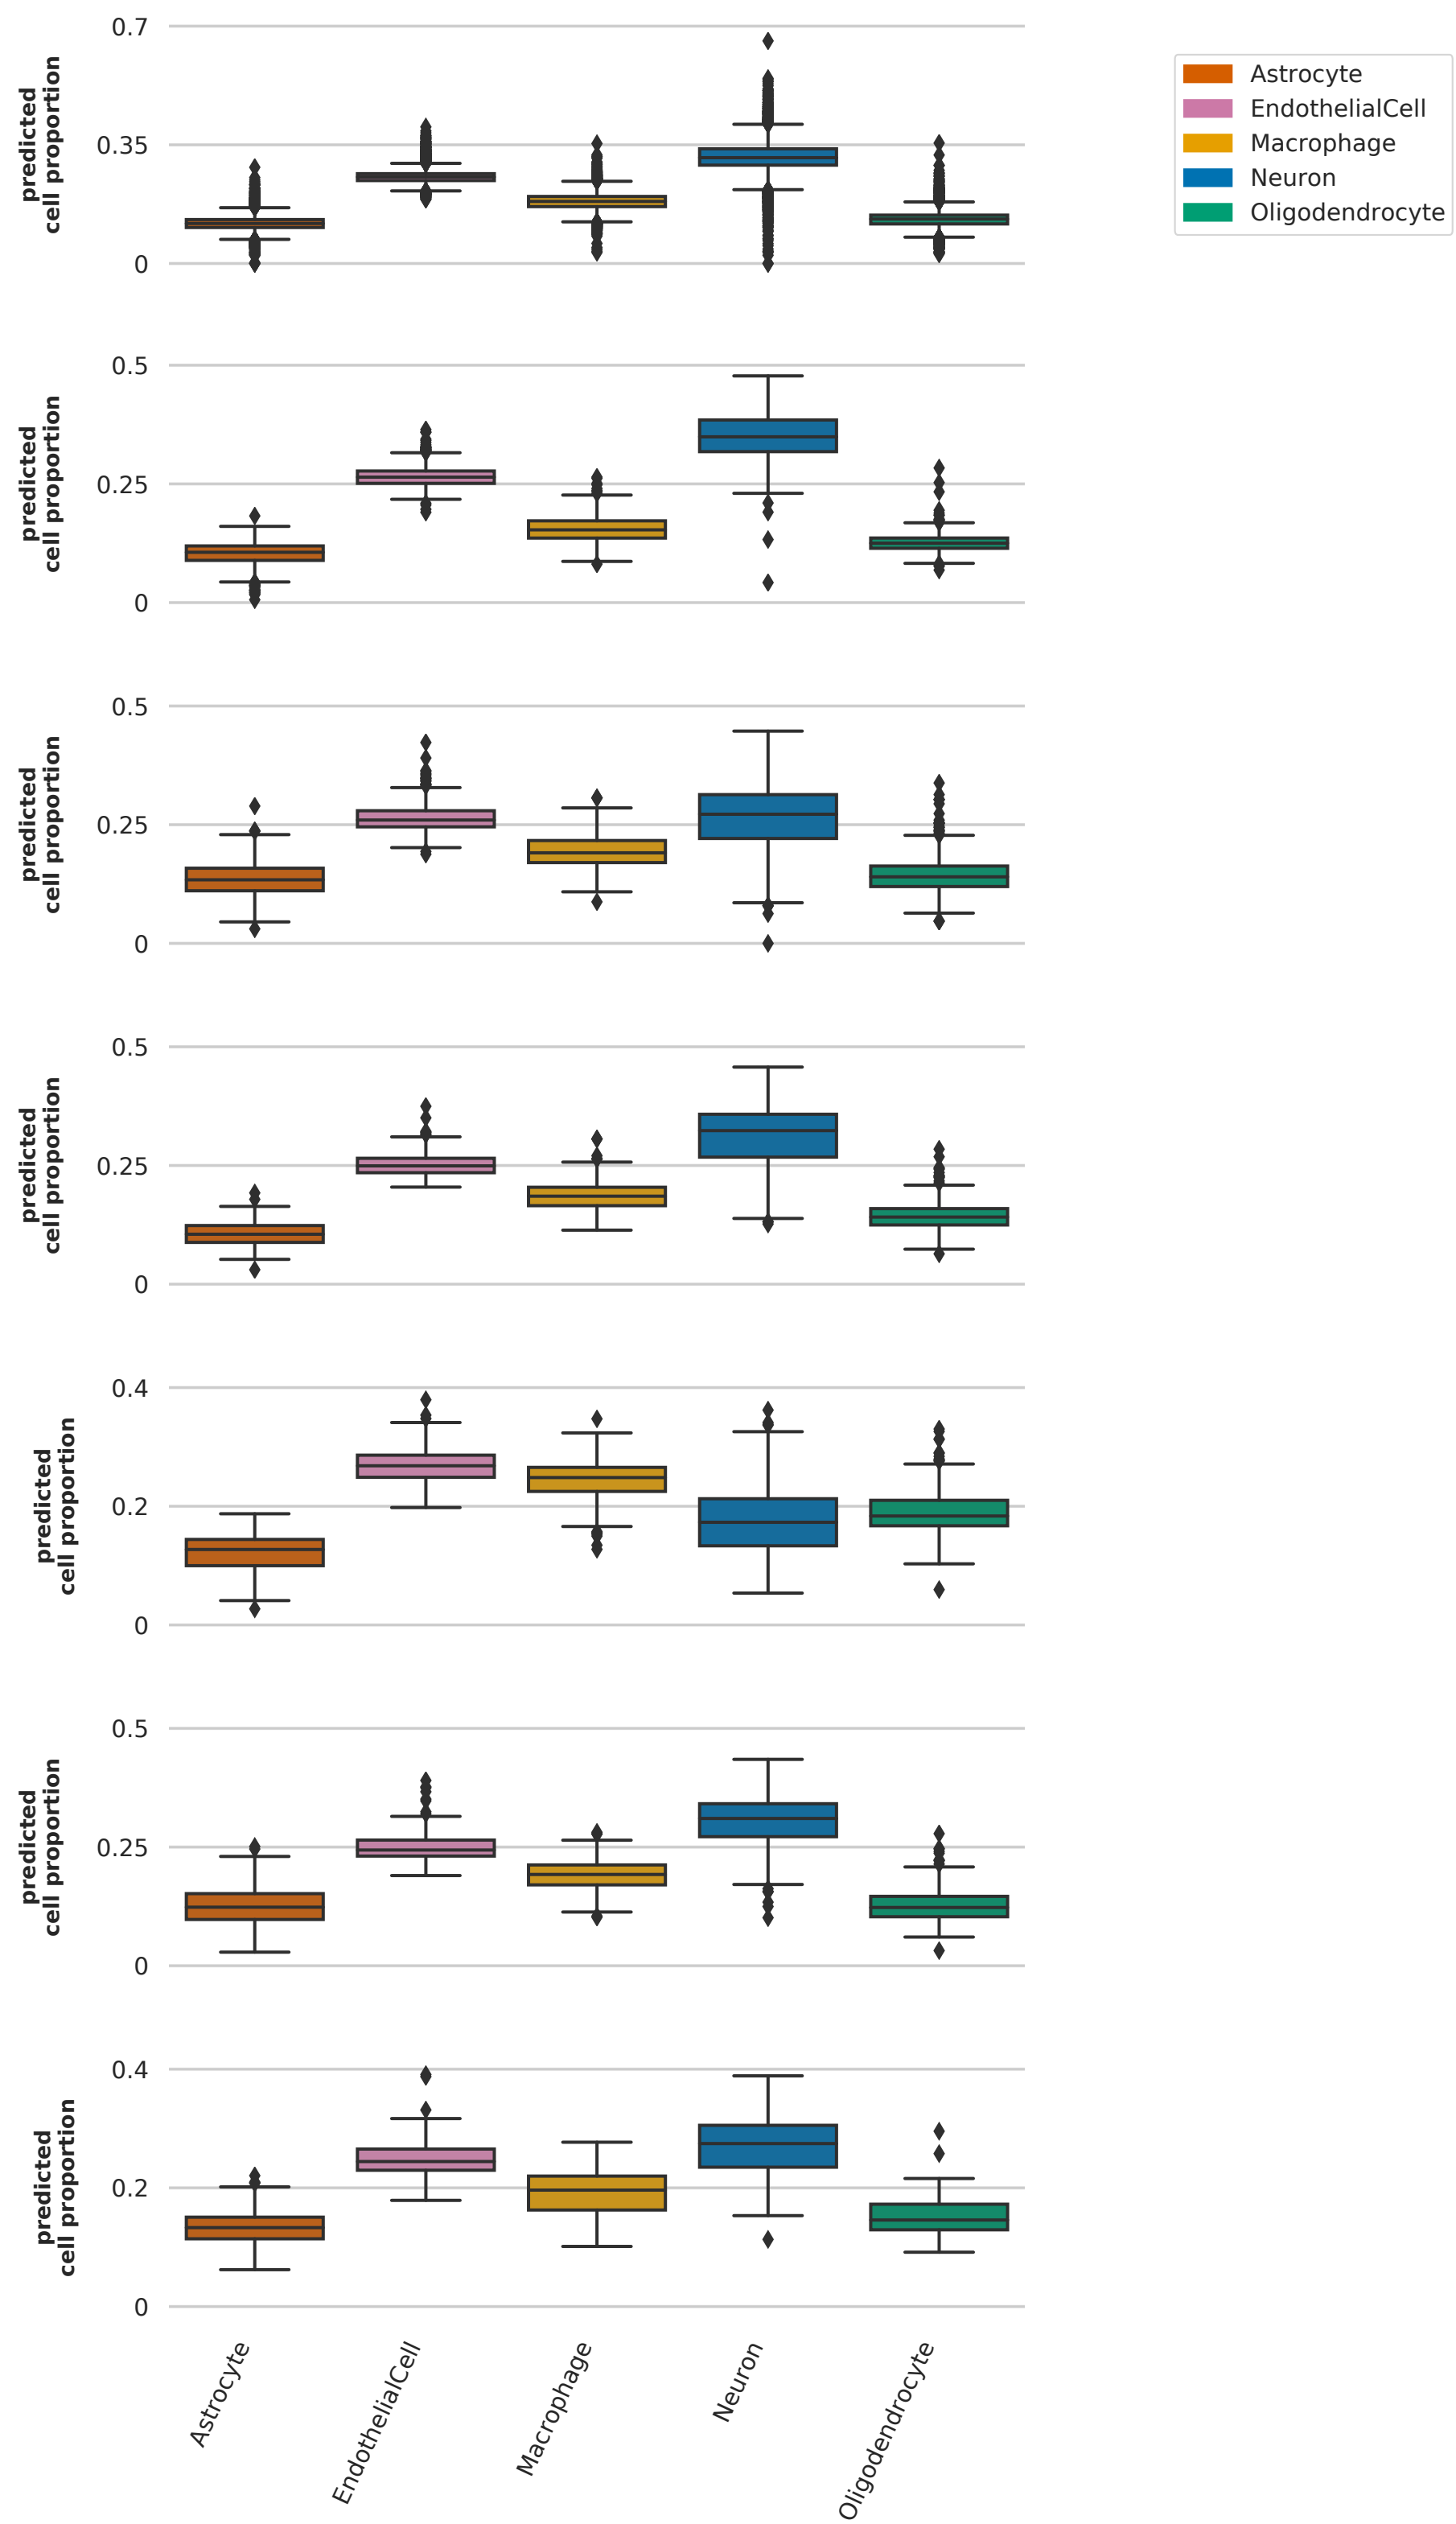 0.7
0.35
0
predicted
cell proportion
Astrocyte
EndothelialCell
Macrophage
Neuron
Oligodendrocyte
0.5
0.25
0
predicted
cell proportion
0.5
0.25
0
predicted
cell proportion
0.5
0.25
0
predicted
cell proportion
0.4
0.2
0
predicted
cell proportion
0.5
0.25
0
predicted
cell proportion
0.4
0.2
0
predicted
cell proportion
Astrocyte
EndothelialCell
Macrophage
Neuron
Oligodendrocyte